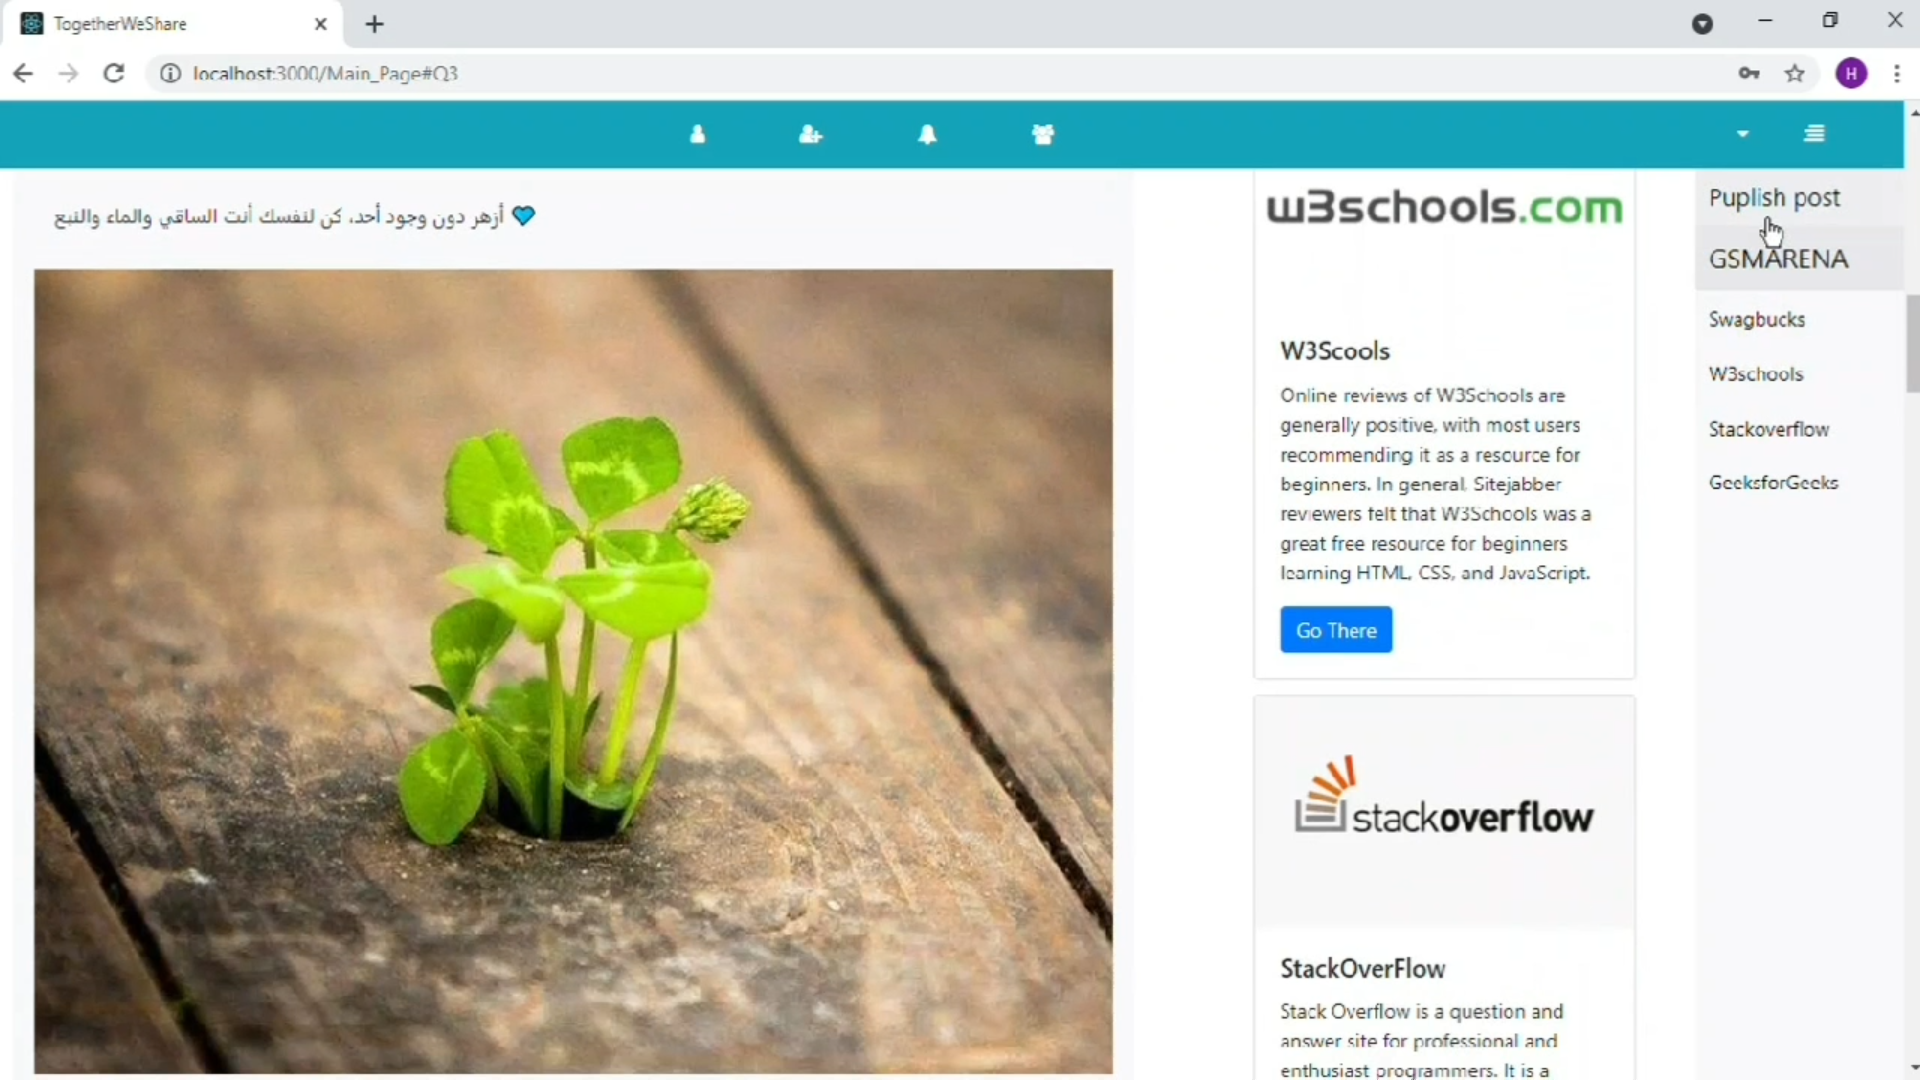 TogetherWeShare
localhost:3000/Main_Page#Q3
H
أزهر دون وجود أحد، كن لنفسك أنت الساقي والماء والنبع
w3schools.com
W3Scools
Online reviews of W3Schools are
generally positive, with most users
recommending it as a resource for
beginners. In general, Sitejabber
reviewers felt that W3Schools was a
great free resource for beginners
learning HTML, CSS, and JavaScript.
Go There
stackoverflow
StackOverFlow
Stack Overflow is a question and
answer site for professional and
enthusiast programmers. It is a
Puplish post
GSMARENA
Swagbucks
W3schools
Stackoverflow
GeeksforGeeks